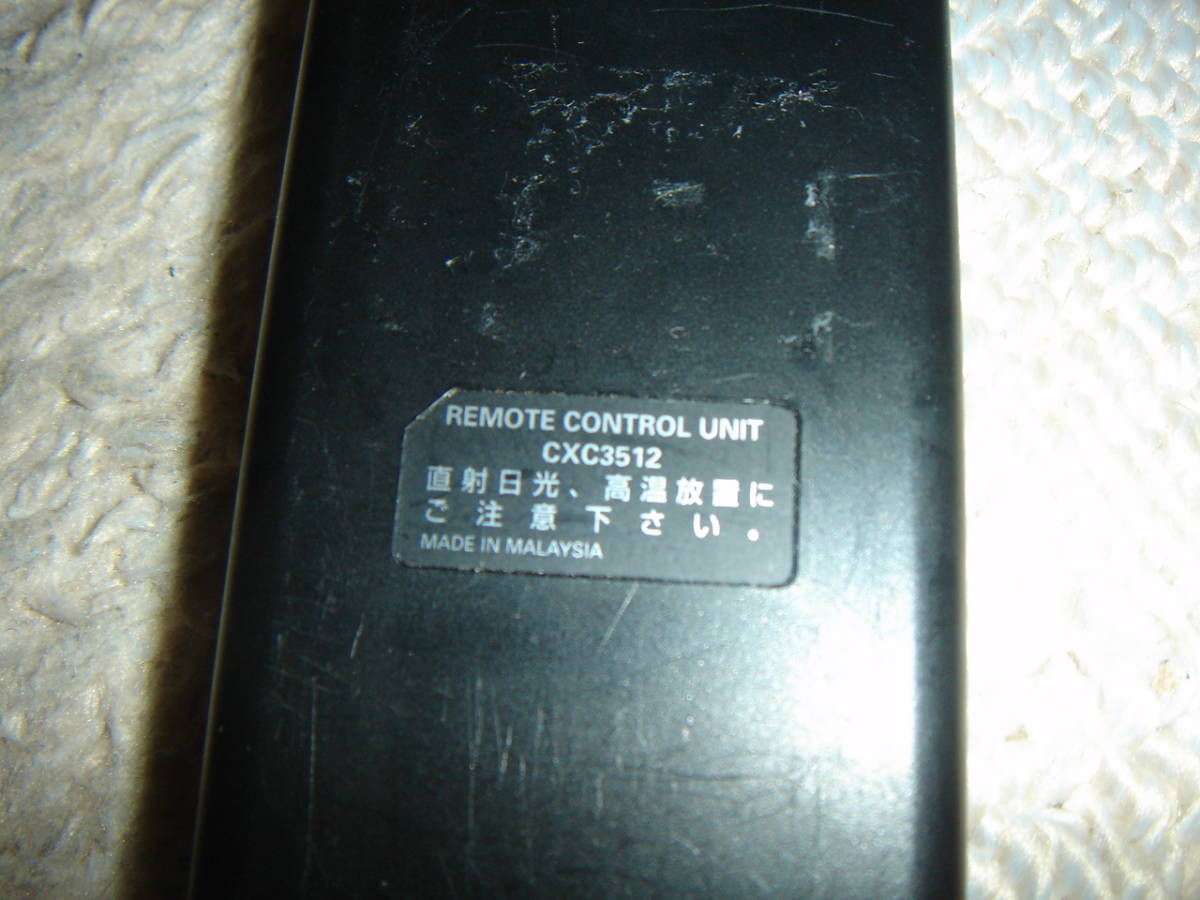 REMOTE CONTROL UNIT
CXC3512
直射日光、高温放置に
ご注意下さい。
MADE IN MALAYSIA